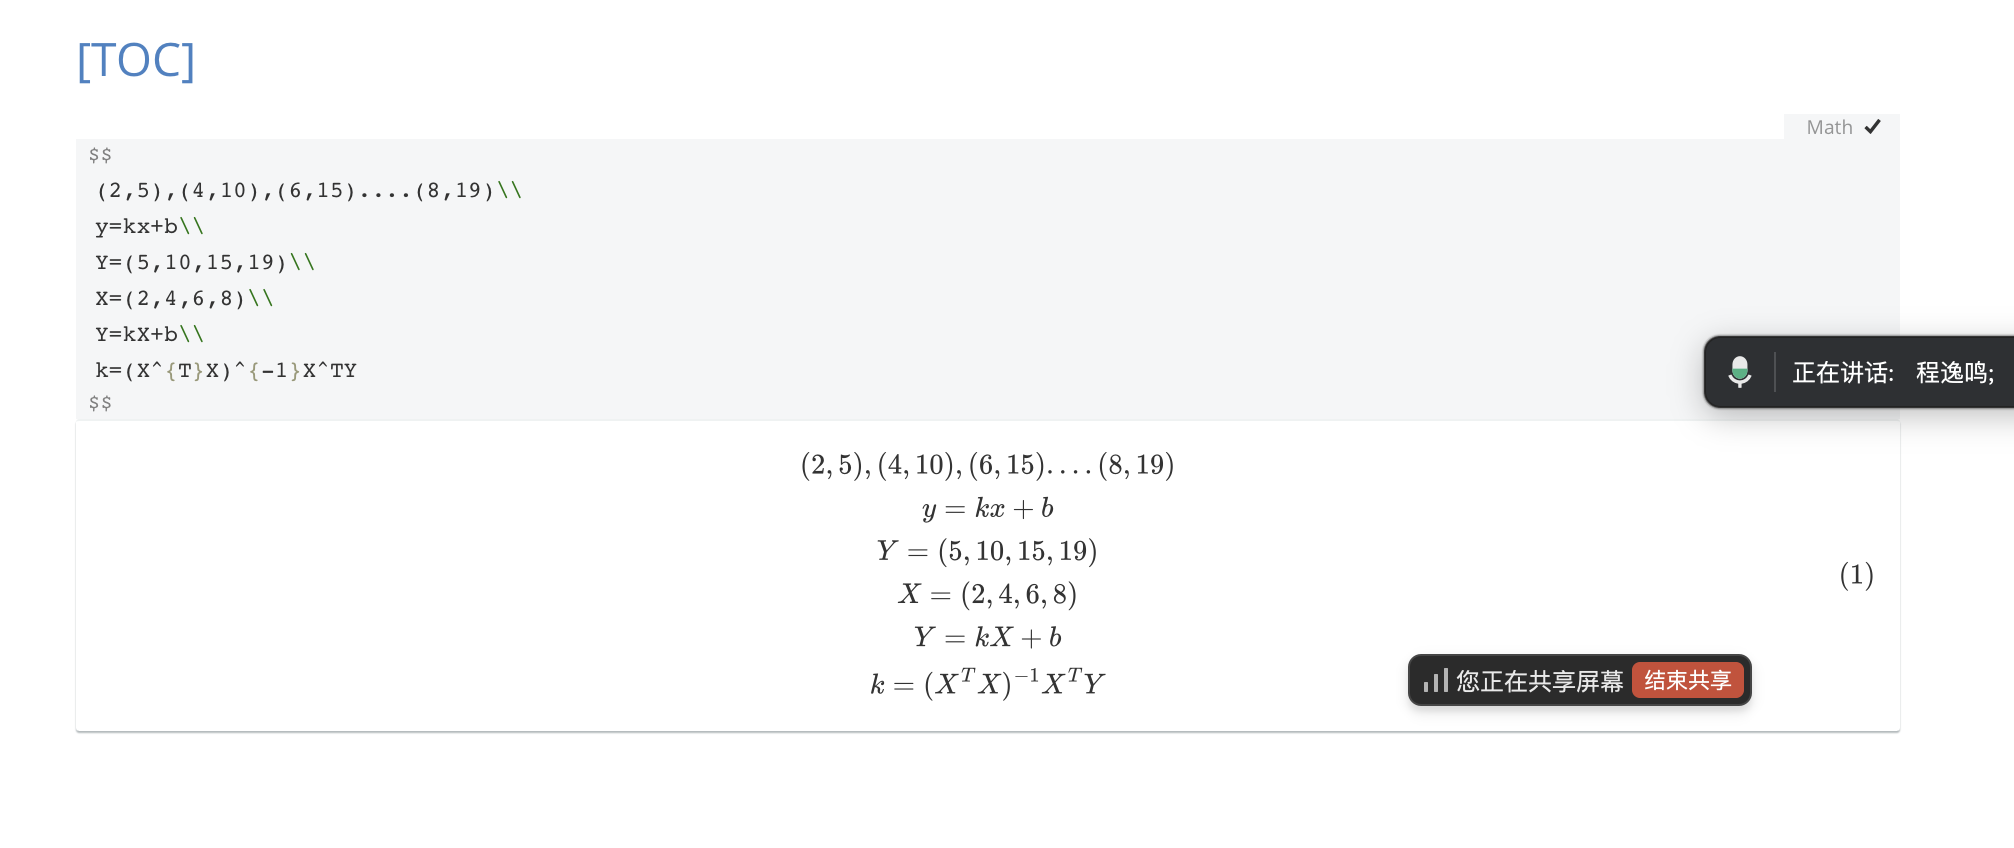 [TOC]
Math ✔
$$
(2,5),(4,10),(6,15)....(8,19)\\
y=kx+b\\
Y=(5,10,15,19)\\
X=(2,4,6,8)\\
Y=kX+b\\
k=(X^{T}X)^{-1}X^TY
$$
正在讲话: 程逸鸣;
(2, 5), (4, 10), (6, 15). . . . (8, 19)
y = kx + b
Y = (5, 10, 15, 19)
X = (2, 4, 6, 8)
Y = kX + b
k = (X^T X)^{-1} X^T Y
(1)
您正在共享屏幕 结束共享